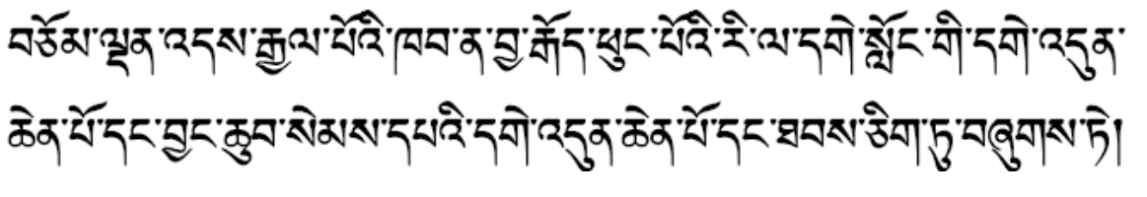 བཅོམ་ལྡན་འདས་རྒྱལ་པོའི་ཁབ་ན་བྱ་རྒོད་ཕུང་པོའི་རི་ལ་དགེ་སློང་གི་དགེ་འདུན་
ཆེན་པོ་དང་བྱང་ཆུབ་སེམས་དཔའི་དགེ་འདུན་ཆེན་པོ་དང་ཐབས་ཅིག་ཏུ་བཞུགས་ཏེ།